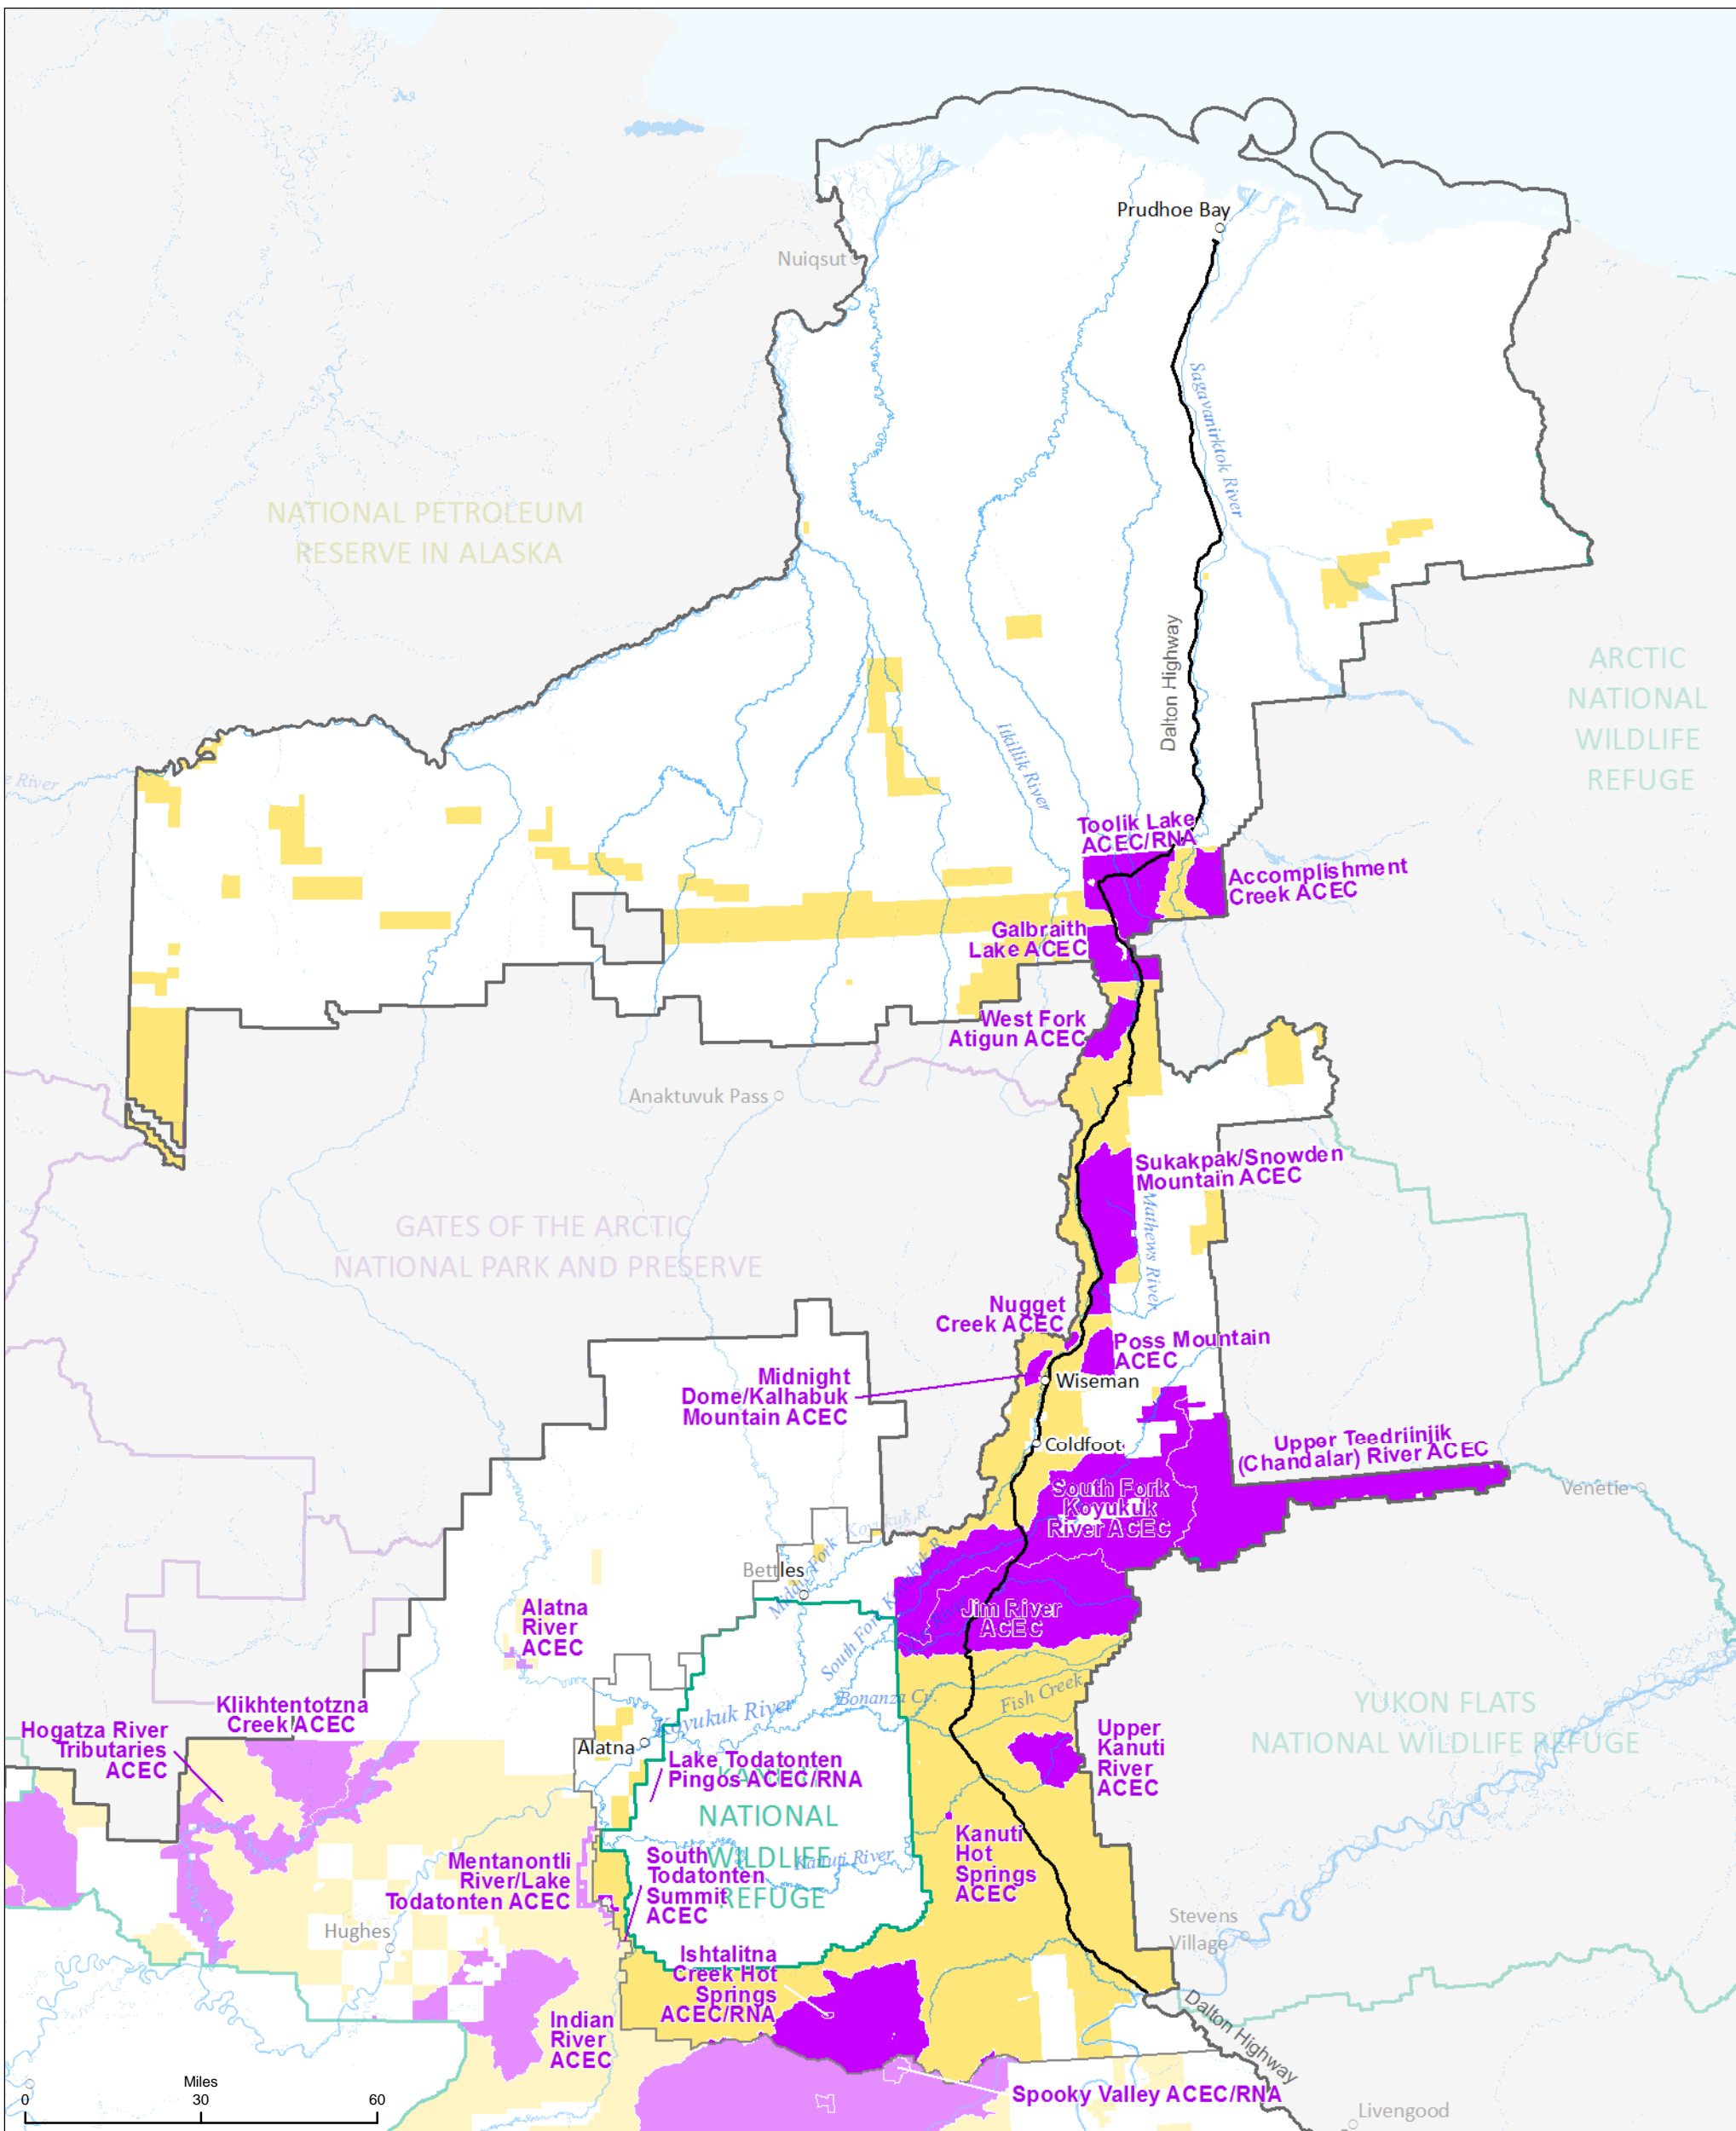 Prudhoe Bay
Nuiqsut
Sagavanirktok River
NATIONAL PETROLEUM
RESERVE IN ALASKA
Dalton Highway
ARCTIC
NATIONAL
WILDLIFE
REFUGE
Itkillik River
e River
Toolik Lake
ACEC/RNA
Accomplishment
Creek ACEC
Galbraith
Lake ACEC
West Fork
Atigun ACEC
Anaktuvuk Pass
Sukakpak/Snowden
Mountain ACEC
Mathews River
GATES OF THE ARCTIC
NATIONAL PARK AND PRESERVE
Nugget
Creek ACEC
Poss Mountain
ACEC
Midnight
Dome/Kalhabuk
Mountain ACEC
Wiseman
Coldfoot
Upper Teedriinjik
(Chandalar) River ACEC
South Fork
Koyukuk
River ACEC
Venetie
Koyukuk R.
Middle Fork
Bettles
South Fork Koyukuk R.
Jim River
ACEC
Alatna
River
ACEC
Klikhtentotzna
Creek ACEC
Hogatza River
Tributaries
ACEC
Koyukuk River
Bonanza Cr.
Fish Creek
YUKON FLATS
NATIONAL WILDLIFE REFUGE
Alatna
Lake Todatonten
Pingos ACEC/RNA
Upper
Kanuti
River
ACEC
NATIONAL
WILDLIFE
REFUGE
Kanuti River
Kanuti
Hot
Springs
ACEC
Mentanontli
River/Lake
Todatonten ACEC
South
Todatonten
Summit
ACEC
Hughes
Stevens
Village
Ishtalitna
Creek Hot
Springs
ACEC/RNA
Indian
River
ACEC
Dalton Highway
Spooky Valley ACEC/RNA
Livengood
Miles
0 30 60